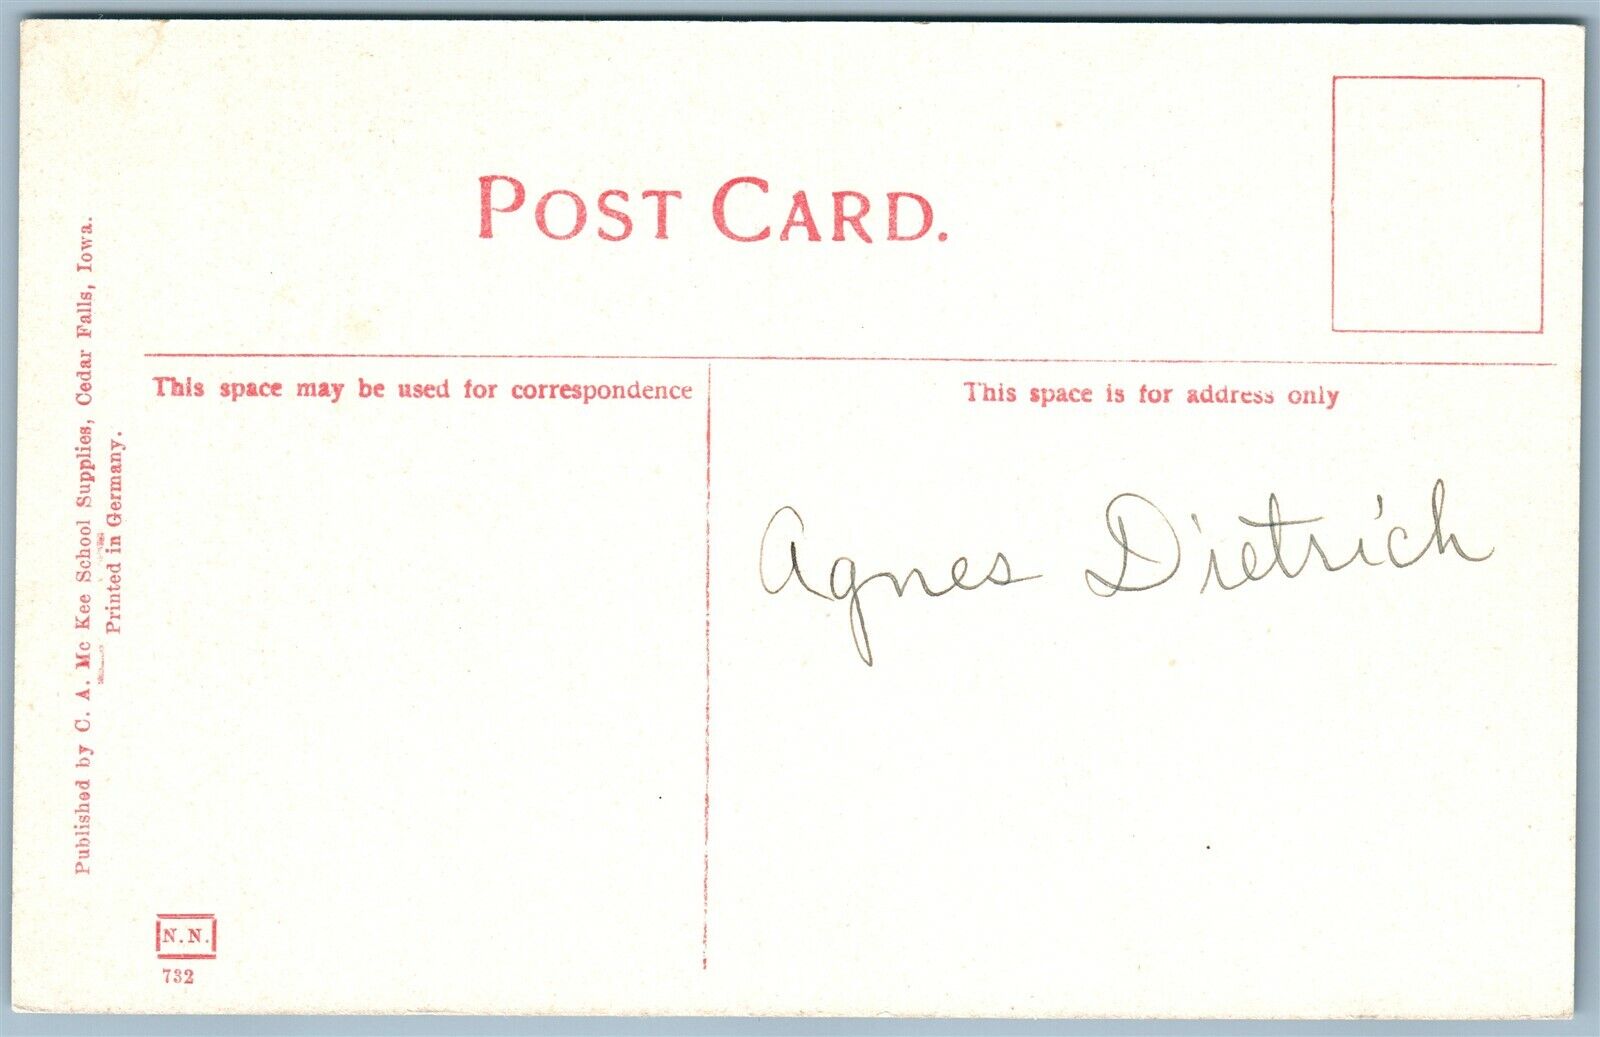 POST CARD.
This space may be used for correspondence
This space is for address only
Agnes Dietrich
Published by C. A. Mc Kee School Supplies, Cedar Falls, Iowa.
Printed in Germany.
N. N.
732